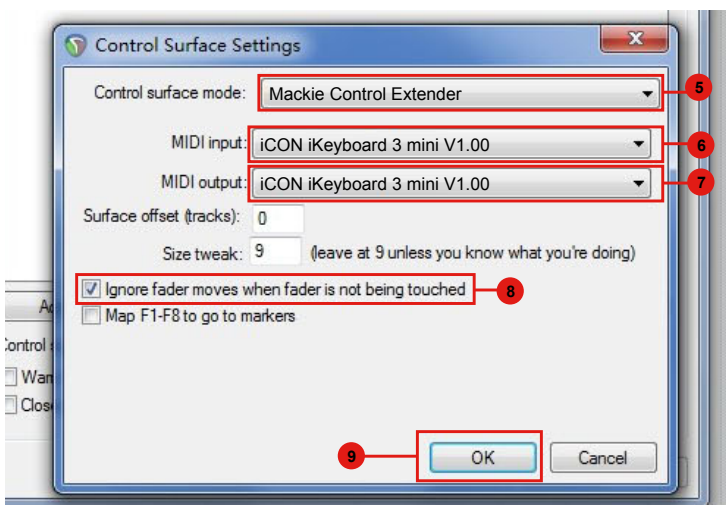 Control Surface Settings
Control surface mode: Mackie Control Extender 5
MIDI input: iCON iKeyboard 3 mini V1.00 6
MIDI output: iCON iKeyboard 3 mini V1.00 7
Surface offset (tracks): 0
Size tweak: 9 (leave at 9 unless you know what you're doing)
Ignore fader moves when fader is not being touched 8
Map F1-F8 to go to markers
9 OK Cancel